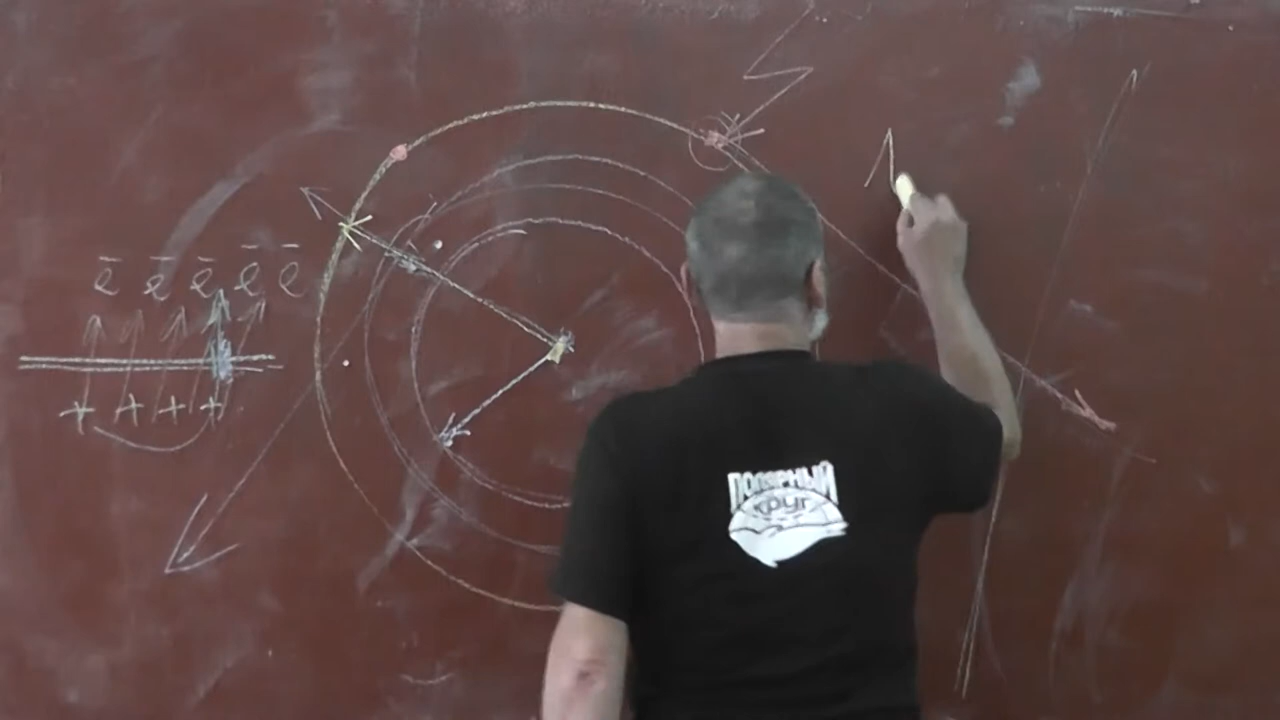 ē ē ē ē ē
+ + + +
ПОЛЯРНЫЙ
круг